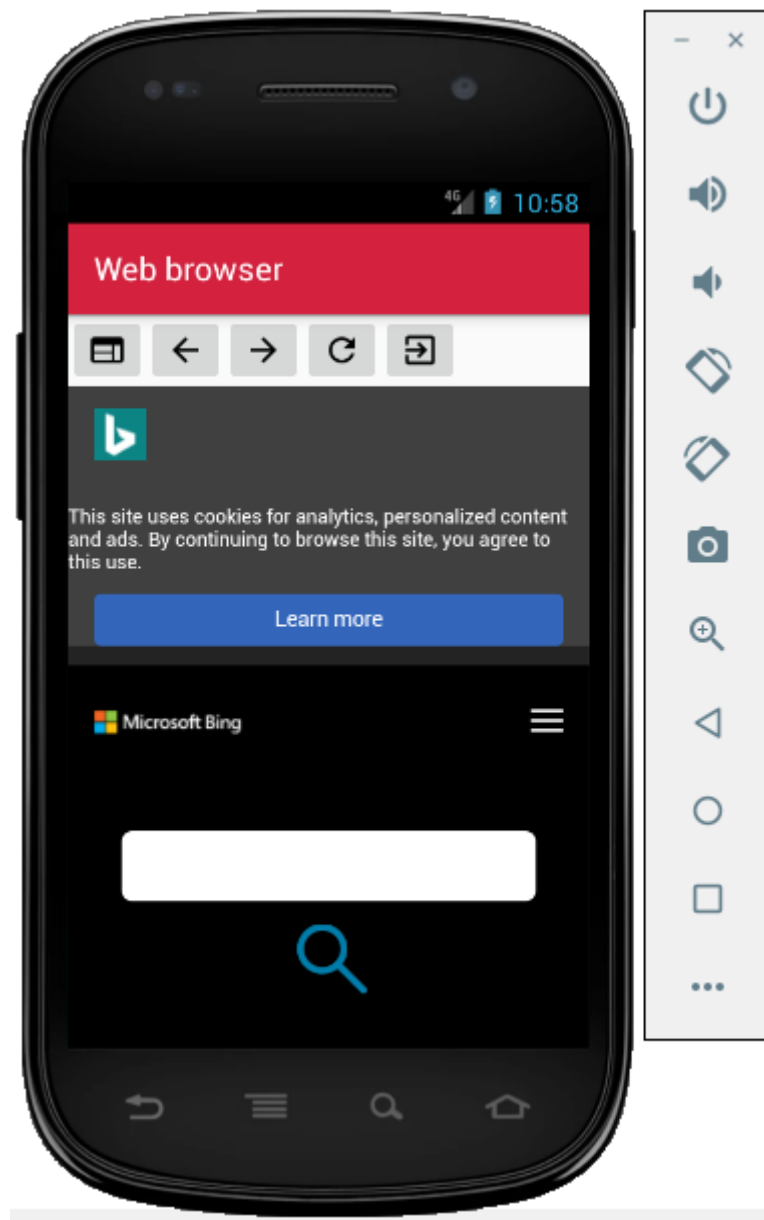 4G 10:58
Web browser
This site uses cookies for analytics, personalized content
and ads. By continuing to browse this site, you agree to
this use.
Learn more
Microsoft Bing